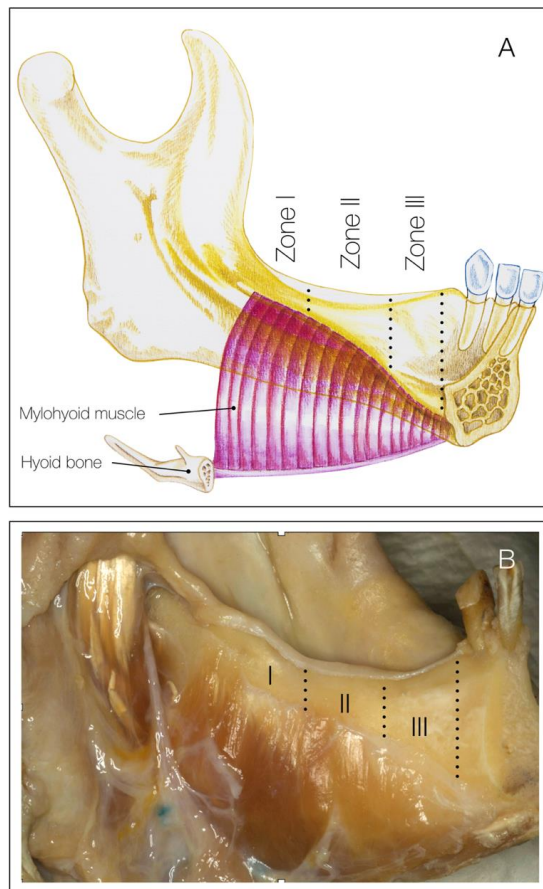 A
Zone I
Zone II
Zone III
Mylohyoid muscle
Hyoid bone
B
I
II
III